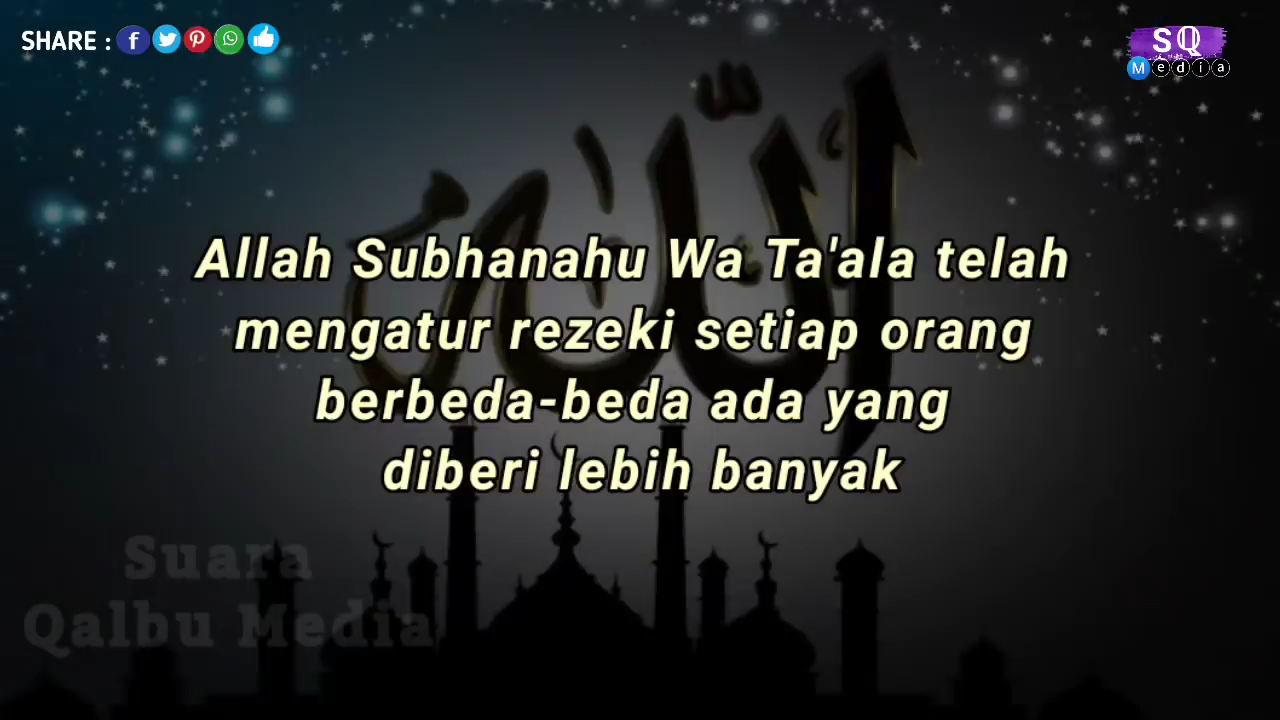 SHARE :
SQ
Media
الله
Allah Subhanahu Wa Ta'ala telah
mengatur rezeki setiap orang
berbeda-beda ada yang
diberi lebih banyak
Suara
Qalbu Media